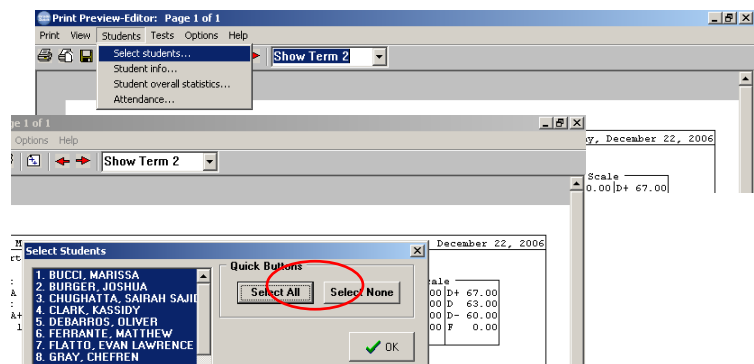 Print Preview-Editor: Page 1 of 1
Print View Students Tests Options Help
Select students...
Show Term 2
Student info...
Student overall statistics...
Attendance...
ge 1 of 1
Options Help
y, December 22, 2006
Show Term 2
Scale
0.00 D+ 67.00
December 22, 2006
Select Students
Quick Buttons
1. BUCCI, MARISSA
2. BURGER, JOSHUA
3. CHUGHATTA, SAIRAH SAJID
4. CLARK, KASSIDY
5. DEBARROS, OLIVER
6. FERRANTE, MATTHEW
7. FLATTO, EVAN LAWRENCE
8. GRAY, CHEFREN
Select All
Select None
OK
ale
00 D+ 67.00
00 D 63.00
00 D- 60.00
00 F 0.00